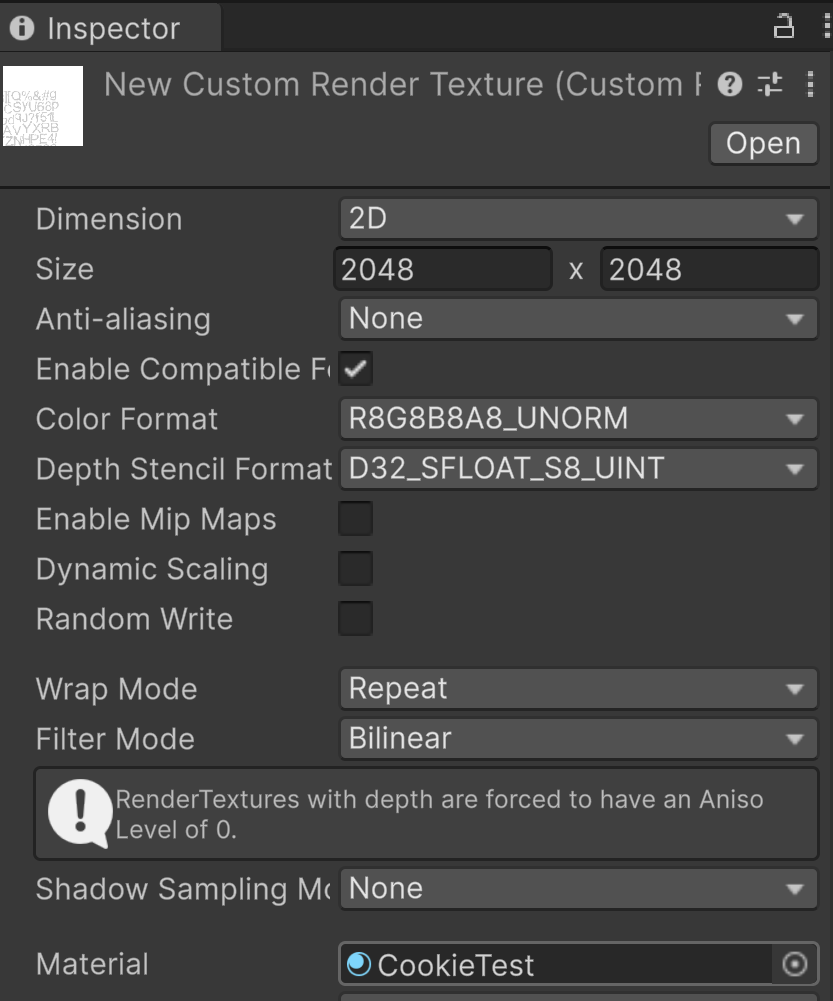 Inspector
New Custom Render Texture (Custom
Open
Dimension 2D
Size 2048 x 2048
Anti-aliasing None
Enable Compatible
Color Format R8G8B8A8_UNORM
Depth Stencil Format D32_SFLOAT_S8_UINT
Enable Mip Maps
Dynamic Scaling
Random Write
Wrap Mode Repeat
Filter Mode Bilinear
RenderTextures with depth are forced to have an Aniso
Level of 0.
Shadow Sampling None
Material CookieTest